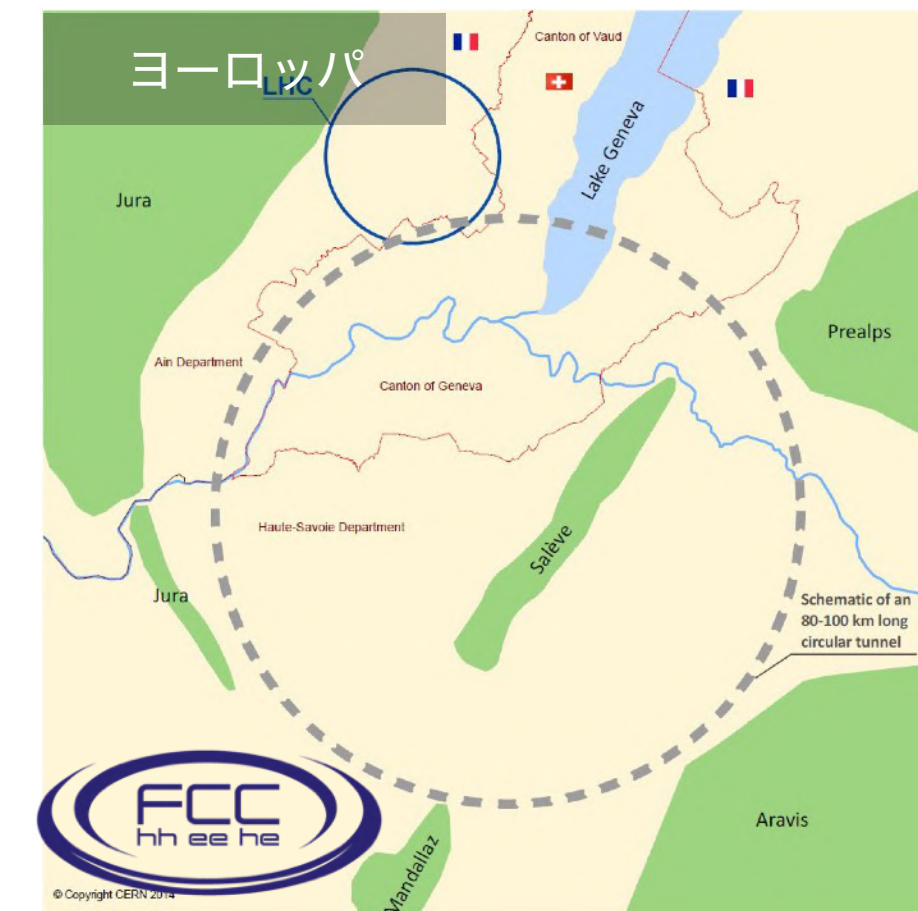 ヨーロッパ
LHC
Canton of Vaud
Lake Geneva
Jura
Prealps
Ain Department
Canton of Geneva
Haute-Savoie Department
Salève
Jura
Schematic of an
80-100 km long
circular tunnel
FCC
hh ee he
Aravis
Mandallaz
© Copyright CERN 2014